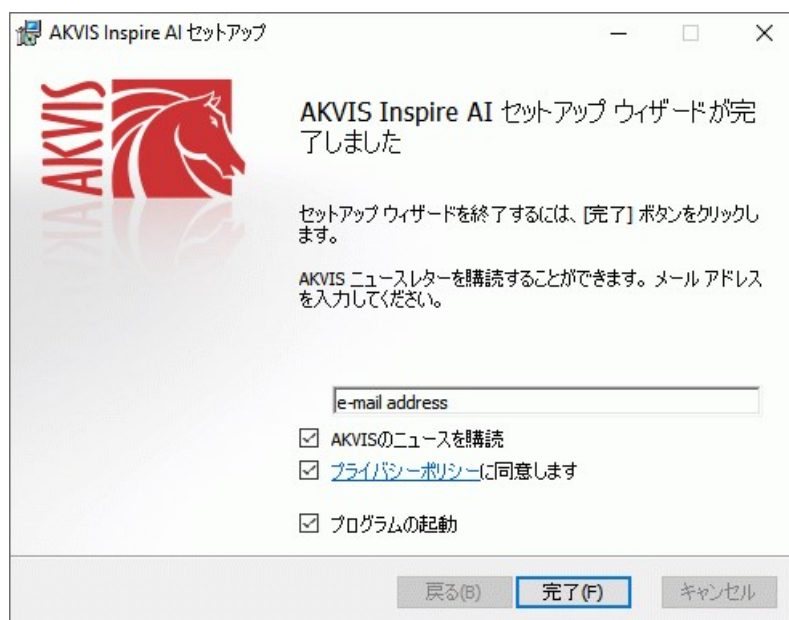 AKVIS Inspire AI セットアップ
AKVIS
AKVIS Inspire AI セットアップ ウィザードが完
了しました
セットアップ ウィザードを終了するには、[完了] ボタンをクリックし
ます。
AKVIS ニュースレターを購読することができます。メール アドレス
を入力してください。
e-mail address
AKVISのニュースを購読
プライバシーポリシーに同意します
プログラムの起動
戻る(B)
完了(F)
キャンセル